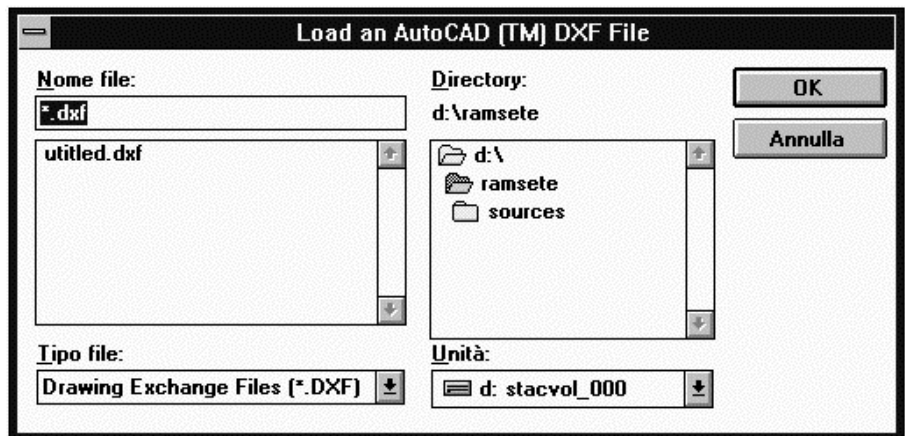 Load an AutoCAD (TM) DXF File
Nome file:
*.dxf
utitled.dxf
Tipo file:
Drawing Exchange Files (*.DXF)
Directory:
d:\ramsete
d:\
ramsete
sources
Unità:
d: stacvol_000
OK
Annulla